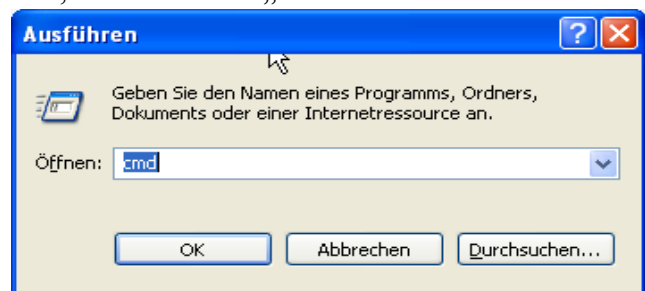 Ausführen
Geben Sie den Namen eines Programms, Ordners,
Dokuments oder einer Internetressource an.
Öffnen: cmd
OK Abbrechen Durchsuchen...